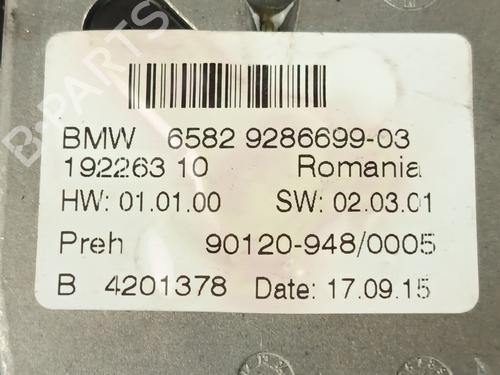 B-PARTS
BMW 6582 9286699-03
192263 10 Romania
HW: 01.01.00 SW: 02.03.01
Preh 90120-948/0005
B 4201378 Date: 17.09.15